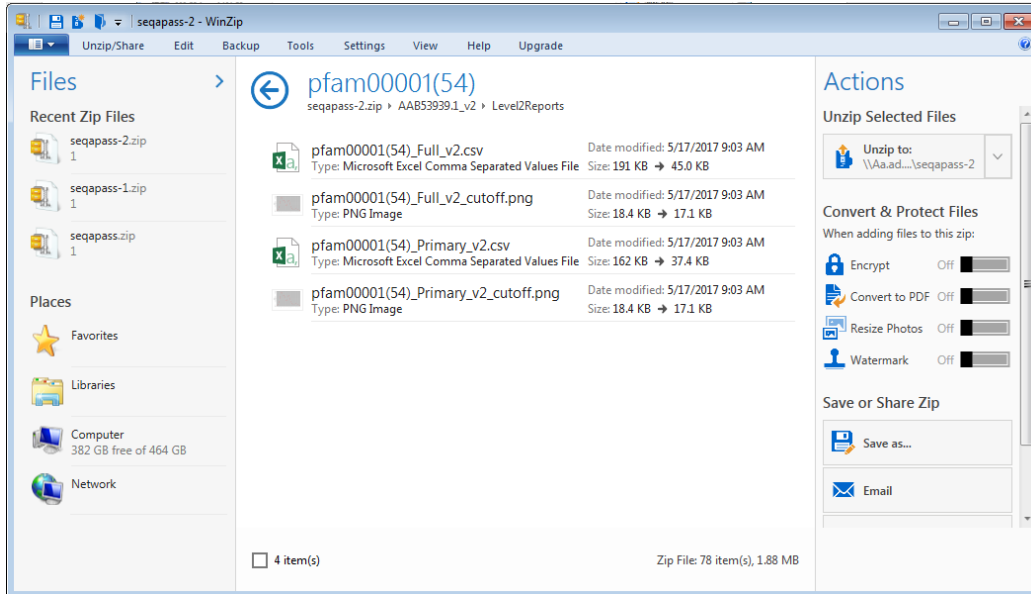 seqapass-2 - WinZip
Unzip/Share Edit Backup Tools Settings View Help Upgrade
Files
Recent Zip Files
seqapass-2.zip
1
seqapass-1.zip
1
seqapass.zip
1
Places
Favorites
Libraries
Computer
382 GB free of 464 GB
Network
pfam00001(54)
seqapass-2.zip ▸ AAB53939.1_v2 ▸ Level2Reports
pfam00001(54)_Full_v2.csv Date modified: 5/17/2017 9:03 AM
Type: Microsoft Excel Comma Separated Values File Size: 191 KB → 45.0 KB
pfam00001(54)_Full_v2_cutoff.png Date modified: 5/17/2017 9:03 AM
Type: PNG Image Size: 18.4 KB → 17.1 KB
pfam00001(54)_Primary_v2.csv Date modified: 5/17/2017 9:03 AM
Type: Microsoft Excel Comma Separated Values File Size: 162 KB → 37.4 KB
pfam00001(54)_Primary_v2_cutoff.png Date modified: 5/17/2017 9:03 AM
Type: PNG Image Size: 18.4 KB → 17.1 KB
4 item(s) Zip File: 78 item(s), 1.88 MB
Actions
Unzip Selected Files
Unzip to:
\\Aa.ad...\seqapass-2
Convert & Protect Files
When adding files to this zip:
Encrypt Off
Convert to PDF Off
Resize Photos Off
Watermark Off
Save or Share Zip
Save as...
Email